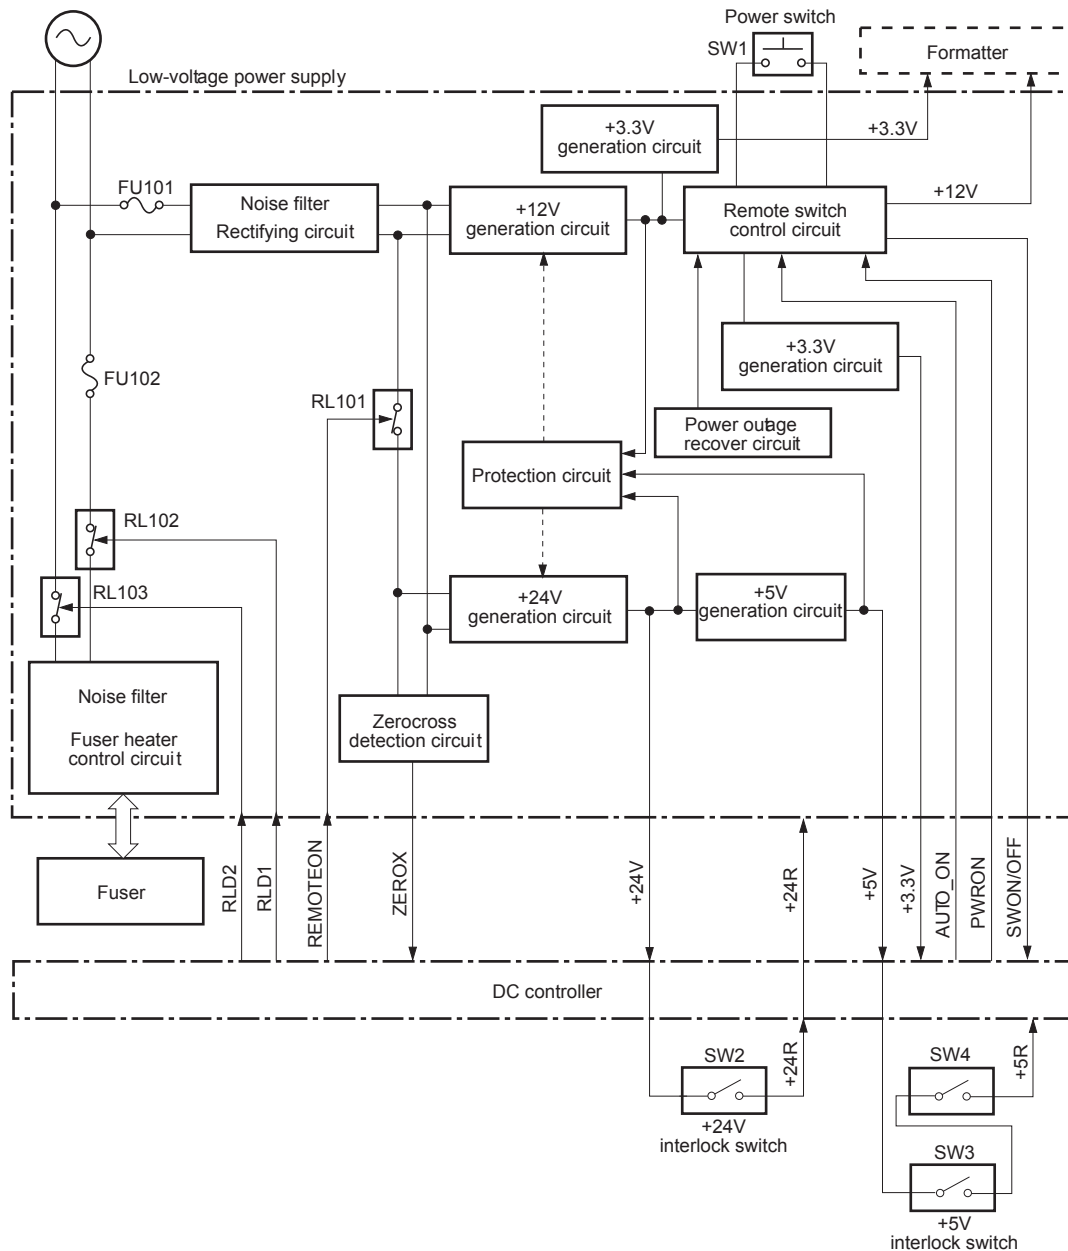 Power switch
SW1
Formatter
Low-voltage power supply
+3.3V
generation circuit
+3.3V
FU101
Noise filter
Rectifying circuit
+12V
generation circuit
Remote switch
control circuit
+12V
+3.3V
generation circuit
FU102
RL101
Power outage
recover circuit
Protection circuit
RL102
RL103
+24V
generation circuit
+5V
generation circuit
Noise filter
Fuser heater
control circuit
Zerocross
detection circuit
Fuser
RLD2
RLD1
REMOTEON
ZEROX
+24V
+24R
+5V
+3.3V
AUTO_ON
PWRON
SWON/OFF
DC controller
SW2
+24R
SW4
+5R
+24V
interlock switch
SW3
+5V
interlock switch